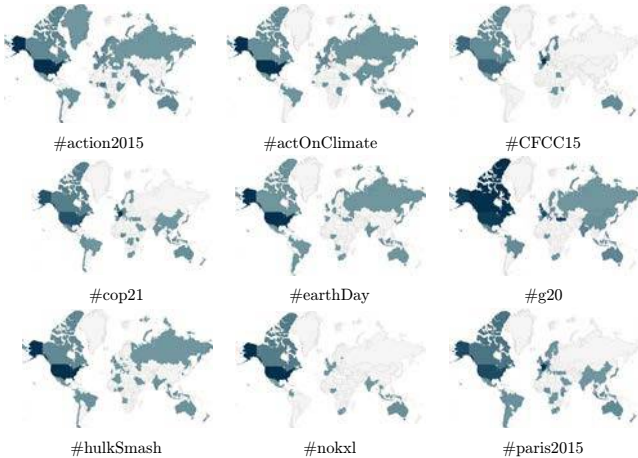 #action2015
#actOnClimate
#CFCC15
#cop21
#earthDay
#g20
#hulkSmash
#nokxl
#paris2015